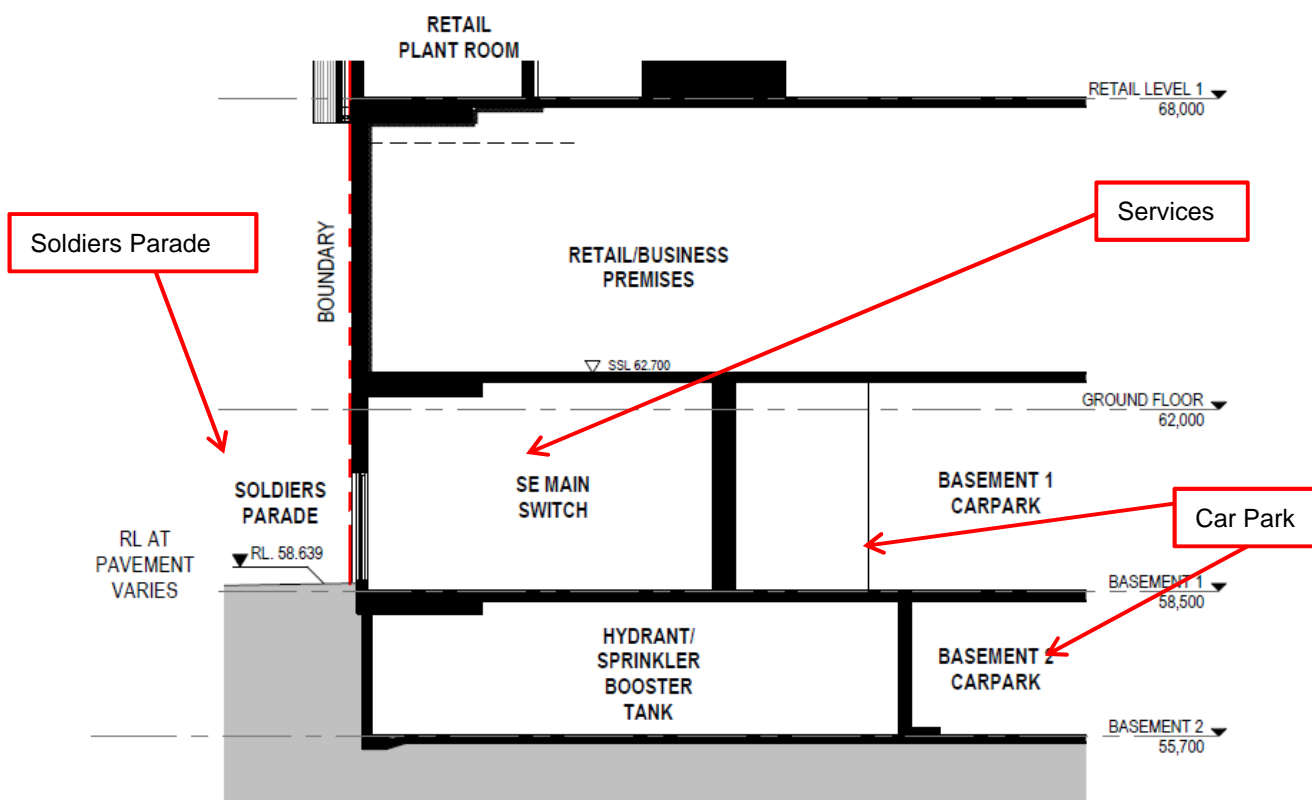 RETAIL
PLANT ROOM
RETAIL LEVEL 1
68,000
Services
Soldiers Parade
BOUNDARY
RETAIL/BUSINESS
PREMISES
SSL 62.700
GROUND FLOOR
62,000
SOLDIERS
PARADE
SE MAIN
SWITCH
BASEMENT 1
CARPARK
Car Park
RL AT
PAVEMENT
VARIES
RL. 58.639
BASEMENT 1
58,500
HYDRANT/
SPRINKLER
BOOSTER
TANK
BASEMENT 2
CARPARK
BASEMENT 2
55,700